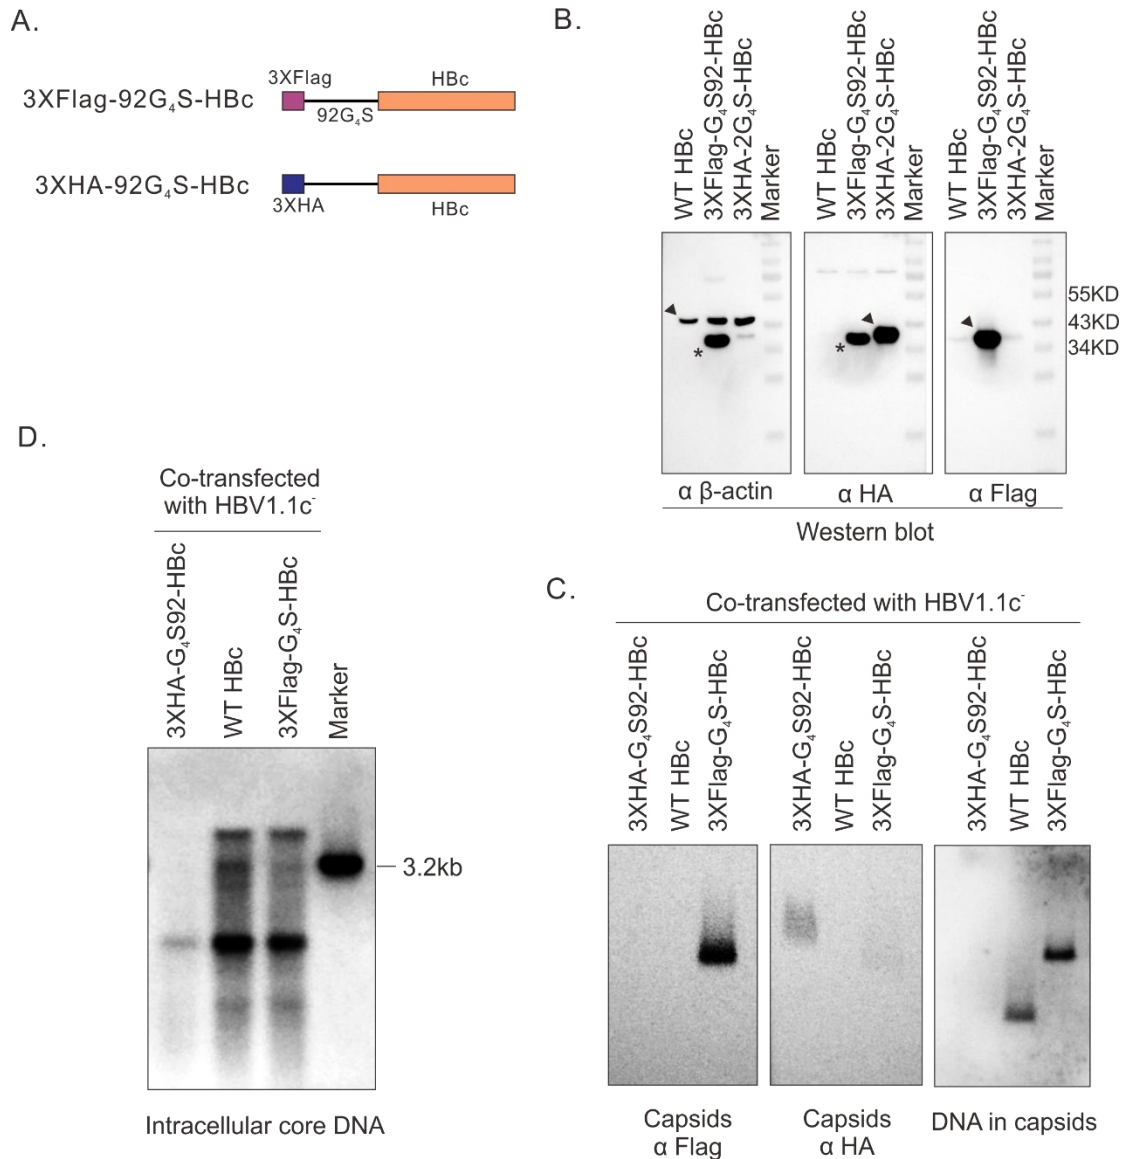 A.
3XFlag-92G₄S-HBc
3XFlag
HBc
92G₄S
3XHA-92G₄S-HBc
3XHA
HBc
B.
WT HBc
3XFlag-G₄S92-HBc
3XHA-2G₄S-HBc
Marker
WT HBc
3XFlag-G₄S92-HBc
3XHA-2G₄S-HBc
Marker
WT HBc
3XFlag-G₄S92-HBc
3XHA-2G₄S-HBc
Marker
*
*
55KD
43KD
34KD
α β-actin
α HA
α Flag
Western blot
D.
Co-transfected
with HBV1.1c⁻
3XHA-G₄S92-HBc
WT HBc
3XFlag-G₄S-HBc
Marker
3.2kb
Intracellular core DNA
C.
Co-transfected with HBV1.1c⁻
3XHA-G₄S92-HBc
WT HBc
3XFlag-G₄S-HBc
3XHA-G₄S92-HBc
WT HBc
3XFlag-G₄S-HBc
3XHA-G₄S92-HBc
WT HBc
3XFlag-G₄S-HBc
Capsids
α Flag
Capsids
α HA
DNA in capsids